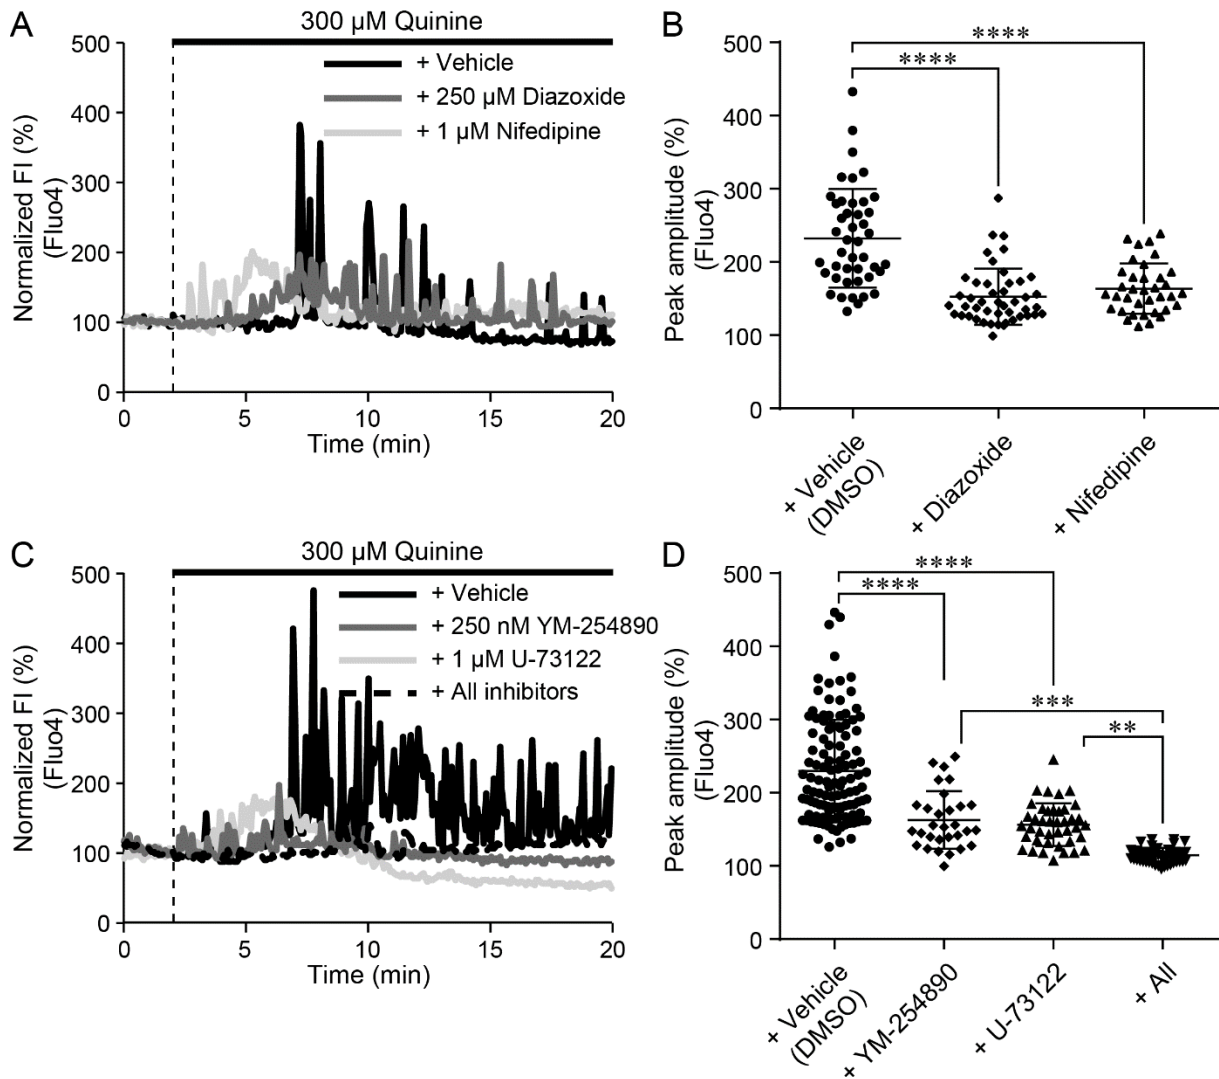 A
300 µM Quinine
500
400
300
200
100
0
Normalized FI (%)
(Fluo4)
+ Vehicle
+ 250 µM Diazoxide
+ 1 µM Nifedipine
0
5
10
15
20
Time (min)
B
500
400
300
200
100
0
Peak amplitude (%)
(Fluo4)
****
****
+ Vehicle
(DMSO)
+ Diazoxide
+ Nifedipine
C
300 µM Quinine
500
400
300
200
100
0
Normalized FI (%)
(Fluo4)
+ Vehicle
+ 250 nM YM-254890
+ 1 µM U-73122
+ All inhibitors
0
5
10
15
20
Time (min)
D
500
400
300
200
100
0
Peak amplitude (%)
(Fluo4)
****
****
***
**
+ Vehicle
(DMSO)
+ YM-254890
+ U-73122
+ All